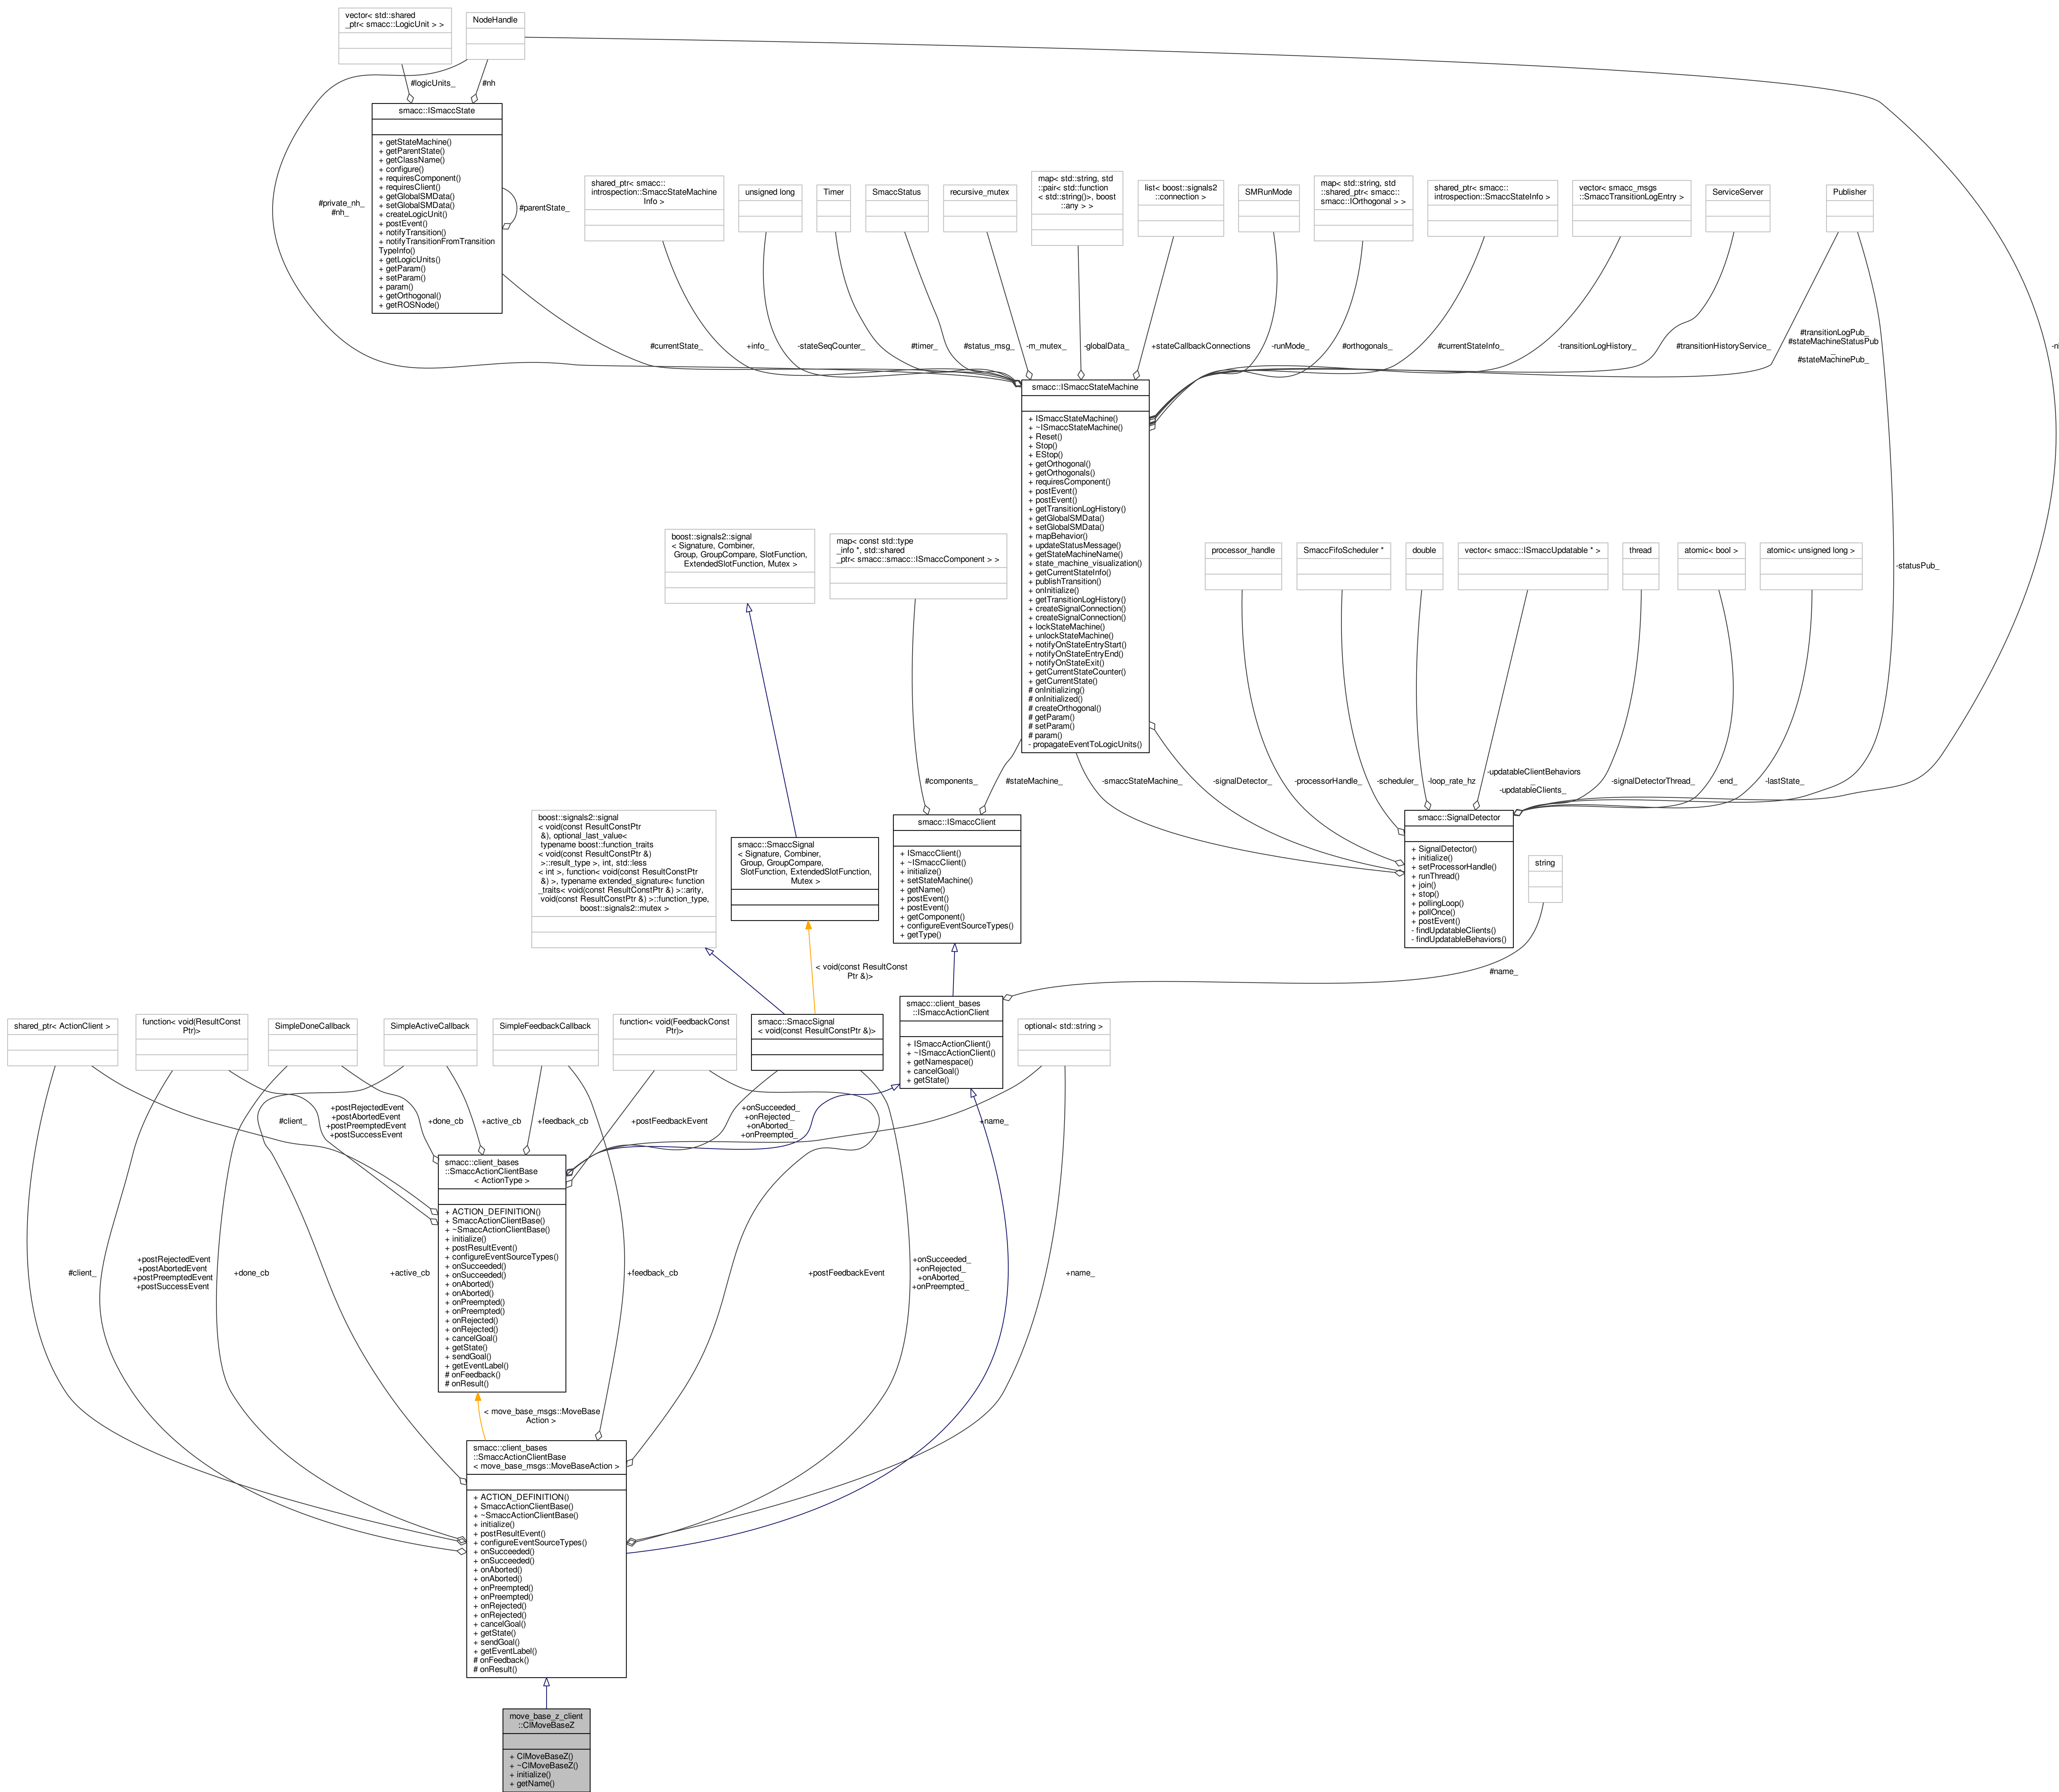 vector< std::shared
_ptr< smacc::LogicUnit > >
NodeHandle
#logicUnits_
#nh
smacc::ISmaccState
+ getStateMachine()
+ getParentState()
+ getClassName()
+ configure()
+ requiresComponent()
+ requiresClient()
+ getGlobalSMData()
+ setGlobalSMData()
+ createLogicUnit()
+ postEvent()
+ notifyTransition()
+ notifyTransitionFromTransition
TypeInfo()
+ getLogicUnits()
+ getParam()
+ setParam()
+ param()
+ getOrthogonal()
+ getROSNode()
#private_nh_
#nh_
#parentState_
shared_ptr< smacc::
introspection::SmaccStateMachine
Info >
unsigned long
Timer
SmaccStatus
recursive_mutex
map< std::string, std
::pair< std::function
< std::string()>, boost
::any > >
list< boost::signals2
::connection >
SMRunMode
map< std::string, std
::shared_ptr< smacc::
smacc::IOrthogonal > >
shared_ptr< smacc::
introspection::SmaccStateInfo >
vector< smacc_msgs
::SmaccTransitionLogEntry >
ServiceServer
Publisher
#currentState_
+info_
-stateSeqCounter_
#timer_
#status_msg_
-m_mutex_
-globalData_
+stateCallbackConnections
-runMode_
#orthogonals_
#currentStateInfo_
-transitionLogHistory_
#transitionHistoryService_
#transitionLogPub_
#stateMachineStatusPub
_
#stateMachinePub_
-ni
smacc::ISmaccStateMachine
+ ISmaccStateMachine()
+ ~ISmaccStateMachine()
+ Reset()
+ Stop()
+ EStop()
+ getOrthogonal()
+ getOrthogonals()
+ requiresComponent()
+ postEvent()
+ postEvent()
+ getTransitionLogHistory()
+ getGlobalSMData()
+ setGlobalSMData()
+ mapBehavior()
+ updateStatusMessage()
+ getStateMachineName()
+ state_machine_visualization()
+ getCurrentStateInfo()
+ publishTransition()
+ onInitialize()
+ getTransitionLogHistory()
+ createSignalConnection()
+ createSignalConnection()
+ lockStateMachine()
+ unlockStateMachine()
+ notifyOnStateEntryStart()
+ notifyOnStateEntryEnd()
+ notifyOnStateExit()
+ getCurrentStateCounter()
+ getCurrentState()
# onInitializing()
# onInitialized()
# createOrthogonal()
# getParam()
# setParam()
# param()
- propagateEventToLogicUnits()
boost::signals2::signal
< Signature, Combiner,
Group, GroupCompare, SlotFunction,
ExtendedSlotFunction, Mutex >
map< const std::type
_info *, std::shared
_ptr< smacc::smacc::ISmaccComponent > >
processor_handle
SmaccFifoScheduler *
double
vector< smacc::ISmaccUpdatable * >
thread
atomic< bool >
atomic< unsigned long >
-statusPub_
#components_
#stateMachine_
-smaccStateMachine_
-signalDetector_
-processorHandle_
-scheduler_
-loop_rate_hz
-updatableClientBehaviors
_
-updatableClients_
-signalDetectorThread_
-end_
-lastState_
boost::signals2::signal
< void(const ResultConstPtr
&), optional_last_value<
typename boost::function_traits
< void(const ResultConstPtr &)
>::result_type >, int, std::less
< int >, function< void(const ResultConstPtr
&) >, typename extended_signature< function
_traits< void(const ResultConstPtr &) >::arity,
void(const ResultConstPtr &) >::function_type,
boost::signals2::mutex >
smacc::SmaccSignal
< Signature, Combiner,
Group, GroupCompare,
SlotFunction, ExtendedSlotFunction,
Mutex >
smacc::ISmaccClient
+ ISmaccClient()
+ ~ISmaccClient()
+ initialize()
+ setStateMachine()
+ getName()
+ postEvent()
+ postEvent()
+ getComponent()
+ configureEventSourceTypes()
+ getType()
smacc::SignalDetector
+ SignalDetector()
+ initialize()
+ setProcessorHandle()
+ runThread()
+ join()
+ stop()
+ pollingLoop()
+ pollOnce()
+ postEvent()
- findUpdatableClients()
- findUpdatableBehaviors()
string
< void(const ResultConst
Ptr &)>
#name_
shared_ptr< ActionClient >
function< void(ResultConst
Ptr)>
SimpleDoneCallback
SimpleActiveCallback
SimpleFeedbackCallback
function< void(FeedbackConst
Ptr)>
smacc::SmaccSignal
< void(const ResultConstPtr &)>
smacc::client_bases
::ISmaccActionClient
+ ISmaccActionClient()
+ ~ISmaccActionClient()
+ getNamespace()
+ cancelGoal()
+ getState()
optional< std::string >
#client_
+postRejectedEvent
+postAbortedEvent
+postPreemptedEvent
+postSuccessEvent
+done_cb
+active_cb
+feedback_cb
+postFeedbackEvent
+onSucceeded_
+onRejected_
+onAborted_
+onPreempted_
+name_
smacc::client_bases
::SmaccActionClientBase
< ActionType >
+ ACTION_DEFINITION()
+ SmaccActionClientBase()
+ ~SmaccActionClientBase()
+ initialize()
+ postResultEvent()
+ configureEventSourceTypes()
+ onSucceeded()
+ onSucceeded()
+ onAborted()
+ onAborted()
+ onPreempted()
+ onPreempted()
+ onRejected()
+ onRejected()
+ cancelGoal()
+ getState()
+ sendGoal()
+ getEventLabel()
# onFeedback()
# onResult()
#client_
+postRejectedEvent
+postAbortedEvent
+postPreemptedEvent
+postSuccessEvent
+done_cb
+active_cb
+feedback_cb
+postFeedbackEvent
+onSucceeded_
+onRejected_
+onAborted_
+onPreempted_
+name_
< move_base_msgs::MoveBase
Action >
smacc::client_bases
::SmaccActionClientBase
< move_base_msgs::MoveBaseAction >
+ ACTION_DEFINITION()
+ SmaccActionClientBase()
+ ~SmaccActionClientBase()
+ initialize()
+ postResultEvent()
+ configureEventSourceTypes()
+ onSucceeded()
+ onSucceeded()
+ onAborted()
+ onAborted()
+ onPreempted()
+ onPreempted()
+ onRejected()
+ onRejected()
+ cancelGoal()
+ getState()
+ sendGoal()
+ getEventLabel()
# onFeedback()
# onResult()
move_base_z_client
::ClMoveBaseZ
+ ClMoveBaseZ()
+ ~ClMoveBaseZ()
+ initialize()
+ getName()